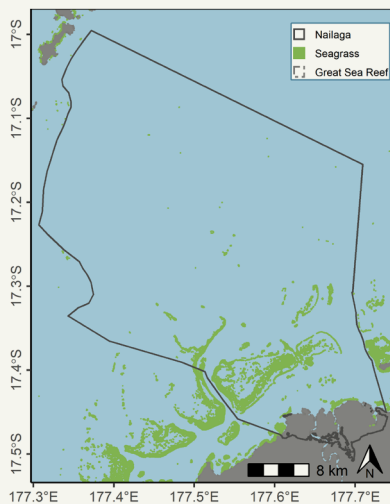 Nailaga
Seagrass
Great Sea Reef
17°S
17.1°S
17.2°S
17.3°S
17.4°S
17.5°S
8 km
N
177.3°E
177.4°E
177.5°E
177.6°E
177.7°E